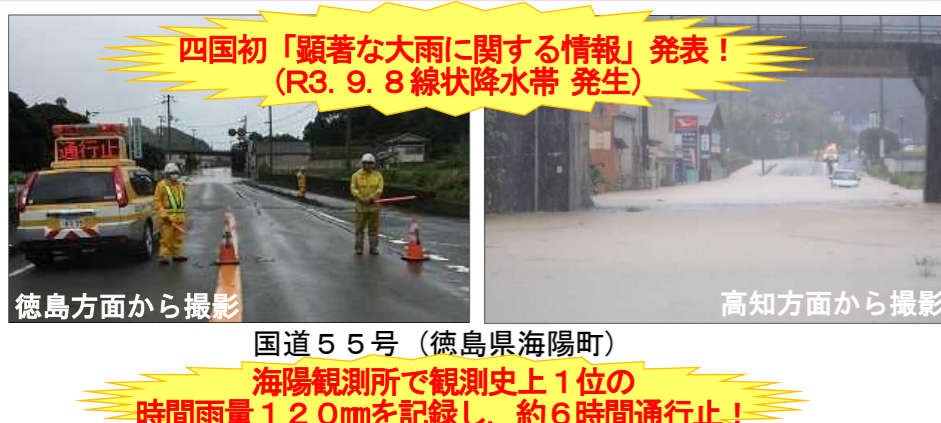 四国初「顕著な大雨に関する情報」発表！
（R3．9．8線状降水帯 発生）
通行止
徳島方面から撮影
高知方面から撮影
国道５５号（徳島県海陽町）
海陽観測所で観測史上１位の
時間雨量１２０㎜を記録し、約６時間通行止！